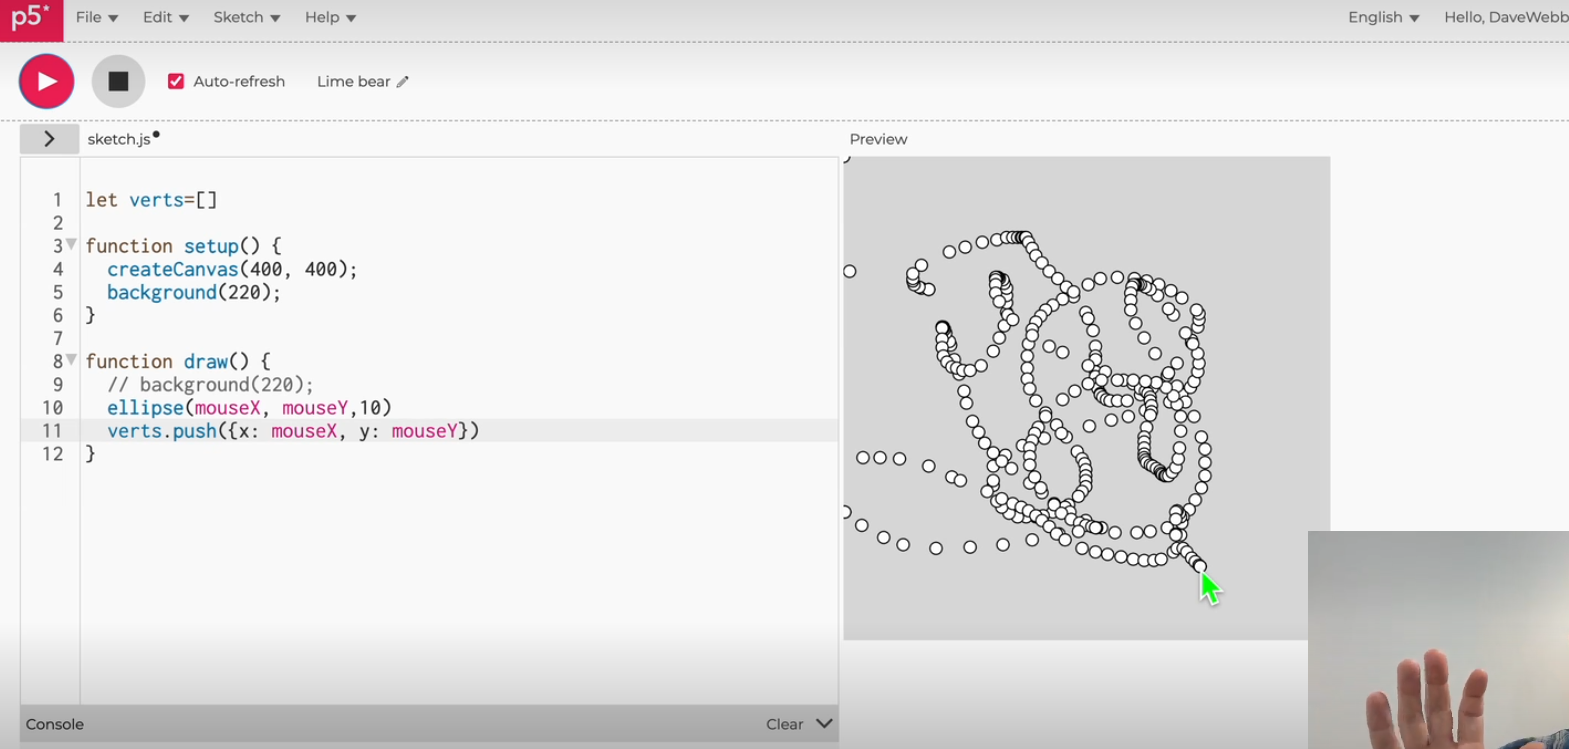 p5* File Edit Sketch Help English Hello, DaveWebb
Auto-refresh Lime bear
sketch.js Preview
1 let verts=[]
2
3 function setup() {
4   createCanvas(400, 400);
5   background(220);
6 }
7
8 function draw() {
9   // background(220);
10   ellipse(mouseX, mouseY,10)
11   verts.push({x: mouseX, y: mouseY})
12 }
Console Clear